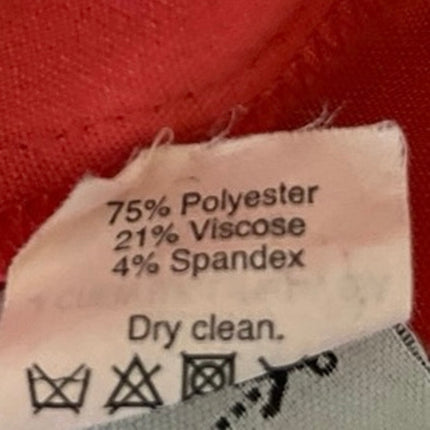 75% Polyester
21% Viscose
4% Spandex
Dry clean.